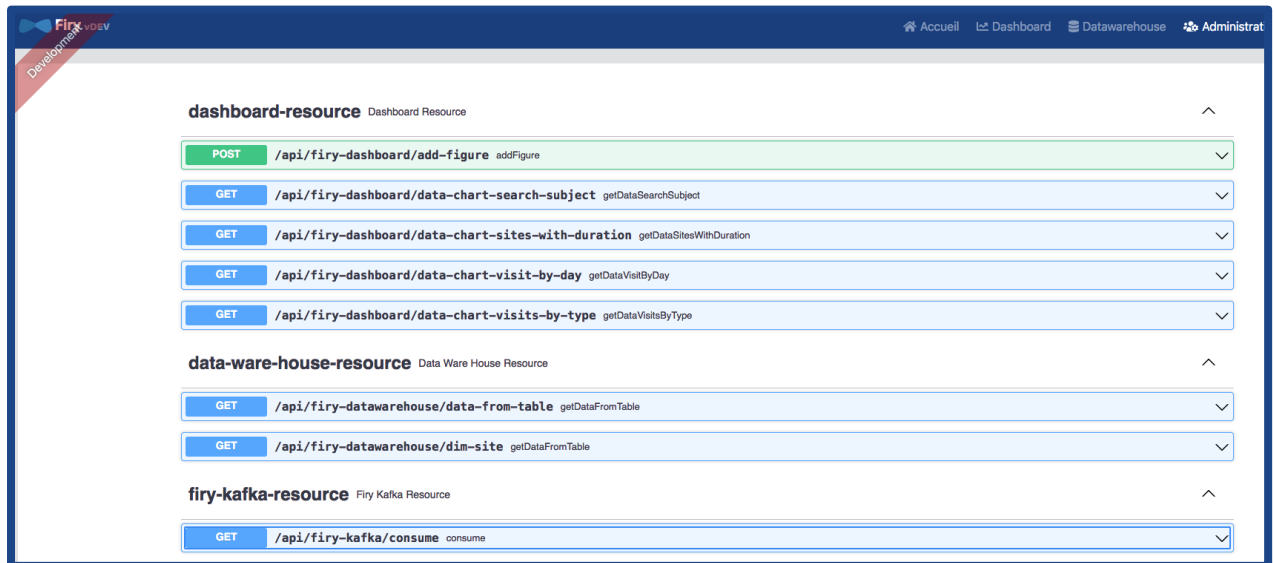 Firy vDEV Accueil Dashboard Datawarehouse Administrati
Development
dashboard-resource Dashboard Resource
POST /api/firy-dashboard/add-figure addFigure
GET /api/firy-dashboard/data-chart-search-subject getDataSearchSubject
GET /api/firy-dashboard/data-chart-sites-with-duration getDataSitesWithDuration
GET /api/firy-dashboard/data-chart-visit-by-day getDataVisitByDay
GET /api/firy-dashboard/data-chart-visits-by-type getDataVisitsByType
data-ware-house-resource Data Ware House Resource
GET /api/firy-datawarehouse/data-from-table getDataFromTable
GET /api/firy-datawarehouse/dim-site getDataFromTable
firy-kafka-resource Firy Kafka Resource
GET /api/firy-kafka/consume consume